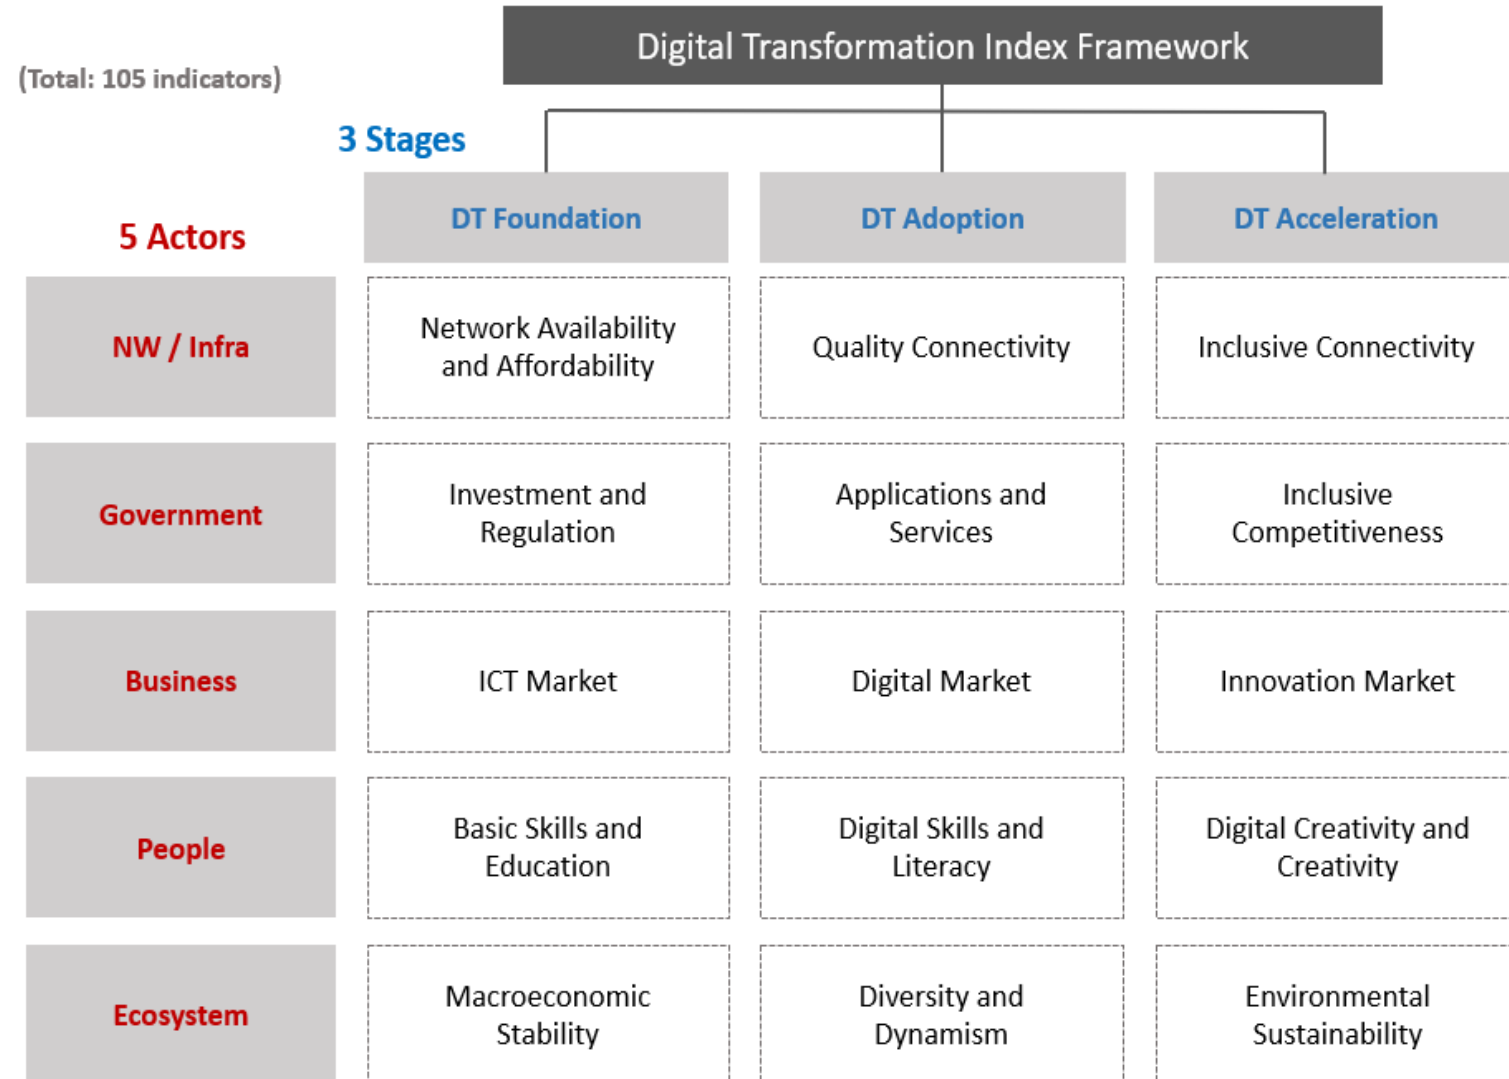 Digital Transformation Index Framework
(Total: 105 indicators)
3 Stages
5 Actors
DT Foundation
DT Adoption
DT Acceleration
NW / Infra
Network Availability
and Affordability
Quality Connectivity
Inclusive Connectivity
Government
Investment and
Regulation
Applications and
Services
Inclusive
Competitiveness
Business
ICT Market
Digital Market
Innovation Market
People
Basic Skills and
Education
Digital Skills and
Literacy
Digital Creativity and
Creativity
Ecosystem
Macroeconomic
Stability
Diversity and
Dynamism
Environmental
Sustainability